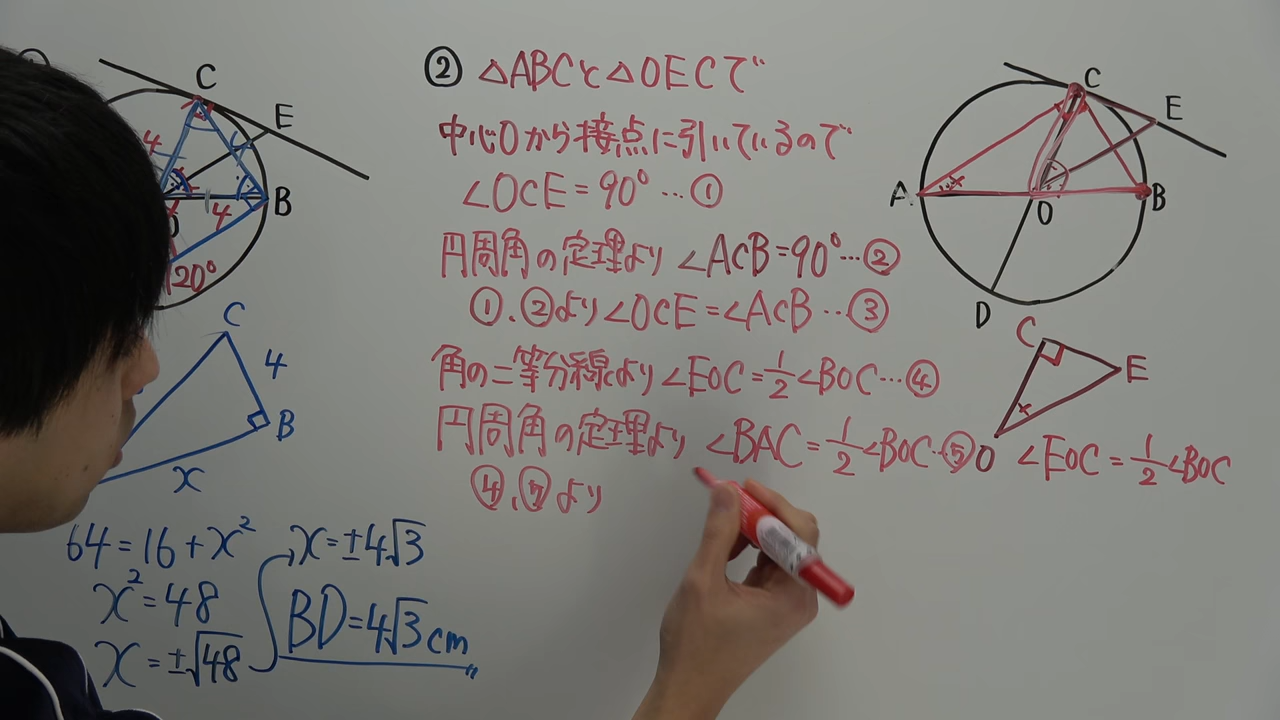 C
E
4
B
4
120°
C
4
B
x
64=16+x²
x²=48
x=±√48
x=±4√3
BD=4√3cm
② △ABCと△OECで
中心Oから接点に引いているので
∠OCE=90°…①
円周角の定理より ∠ACB=90°…②
①、②より∠OCE=∠ACB…③
角の二等分線より∠EOC=1/2∠BOC…④
円周角の定理より ∠BAC=1/2∠BOC…⑤
④、⑤より
C
E
A
O
B
D
C
E
O
∠EOC=1/2∠BOC